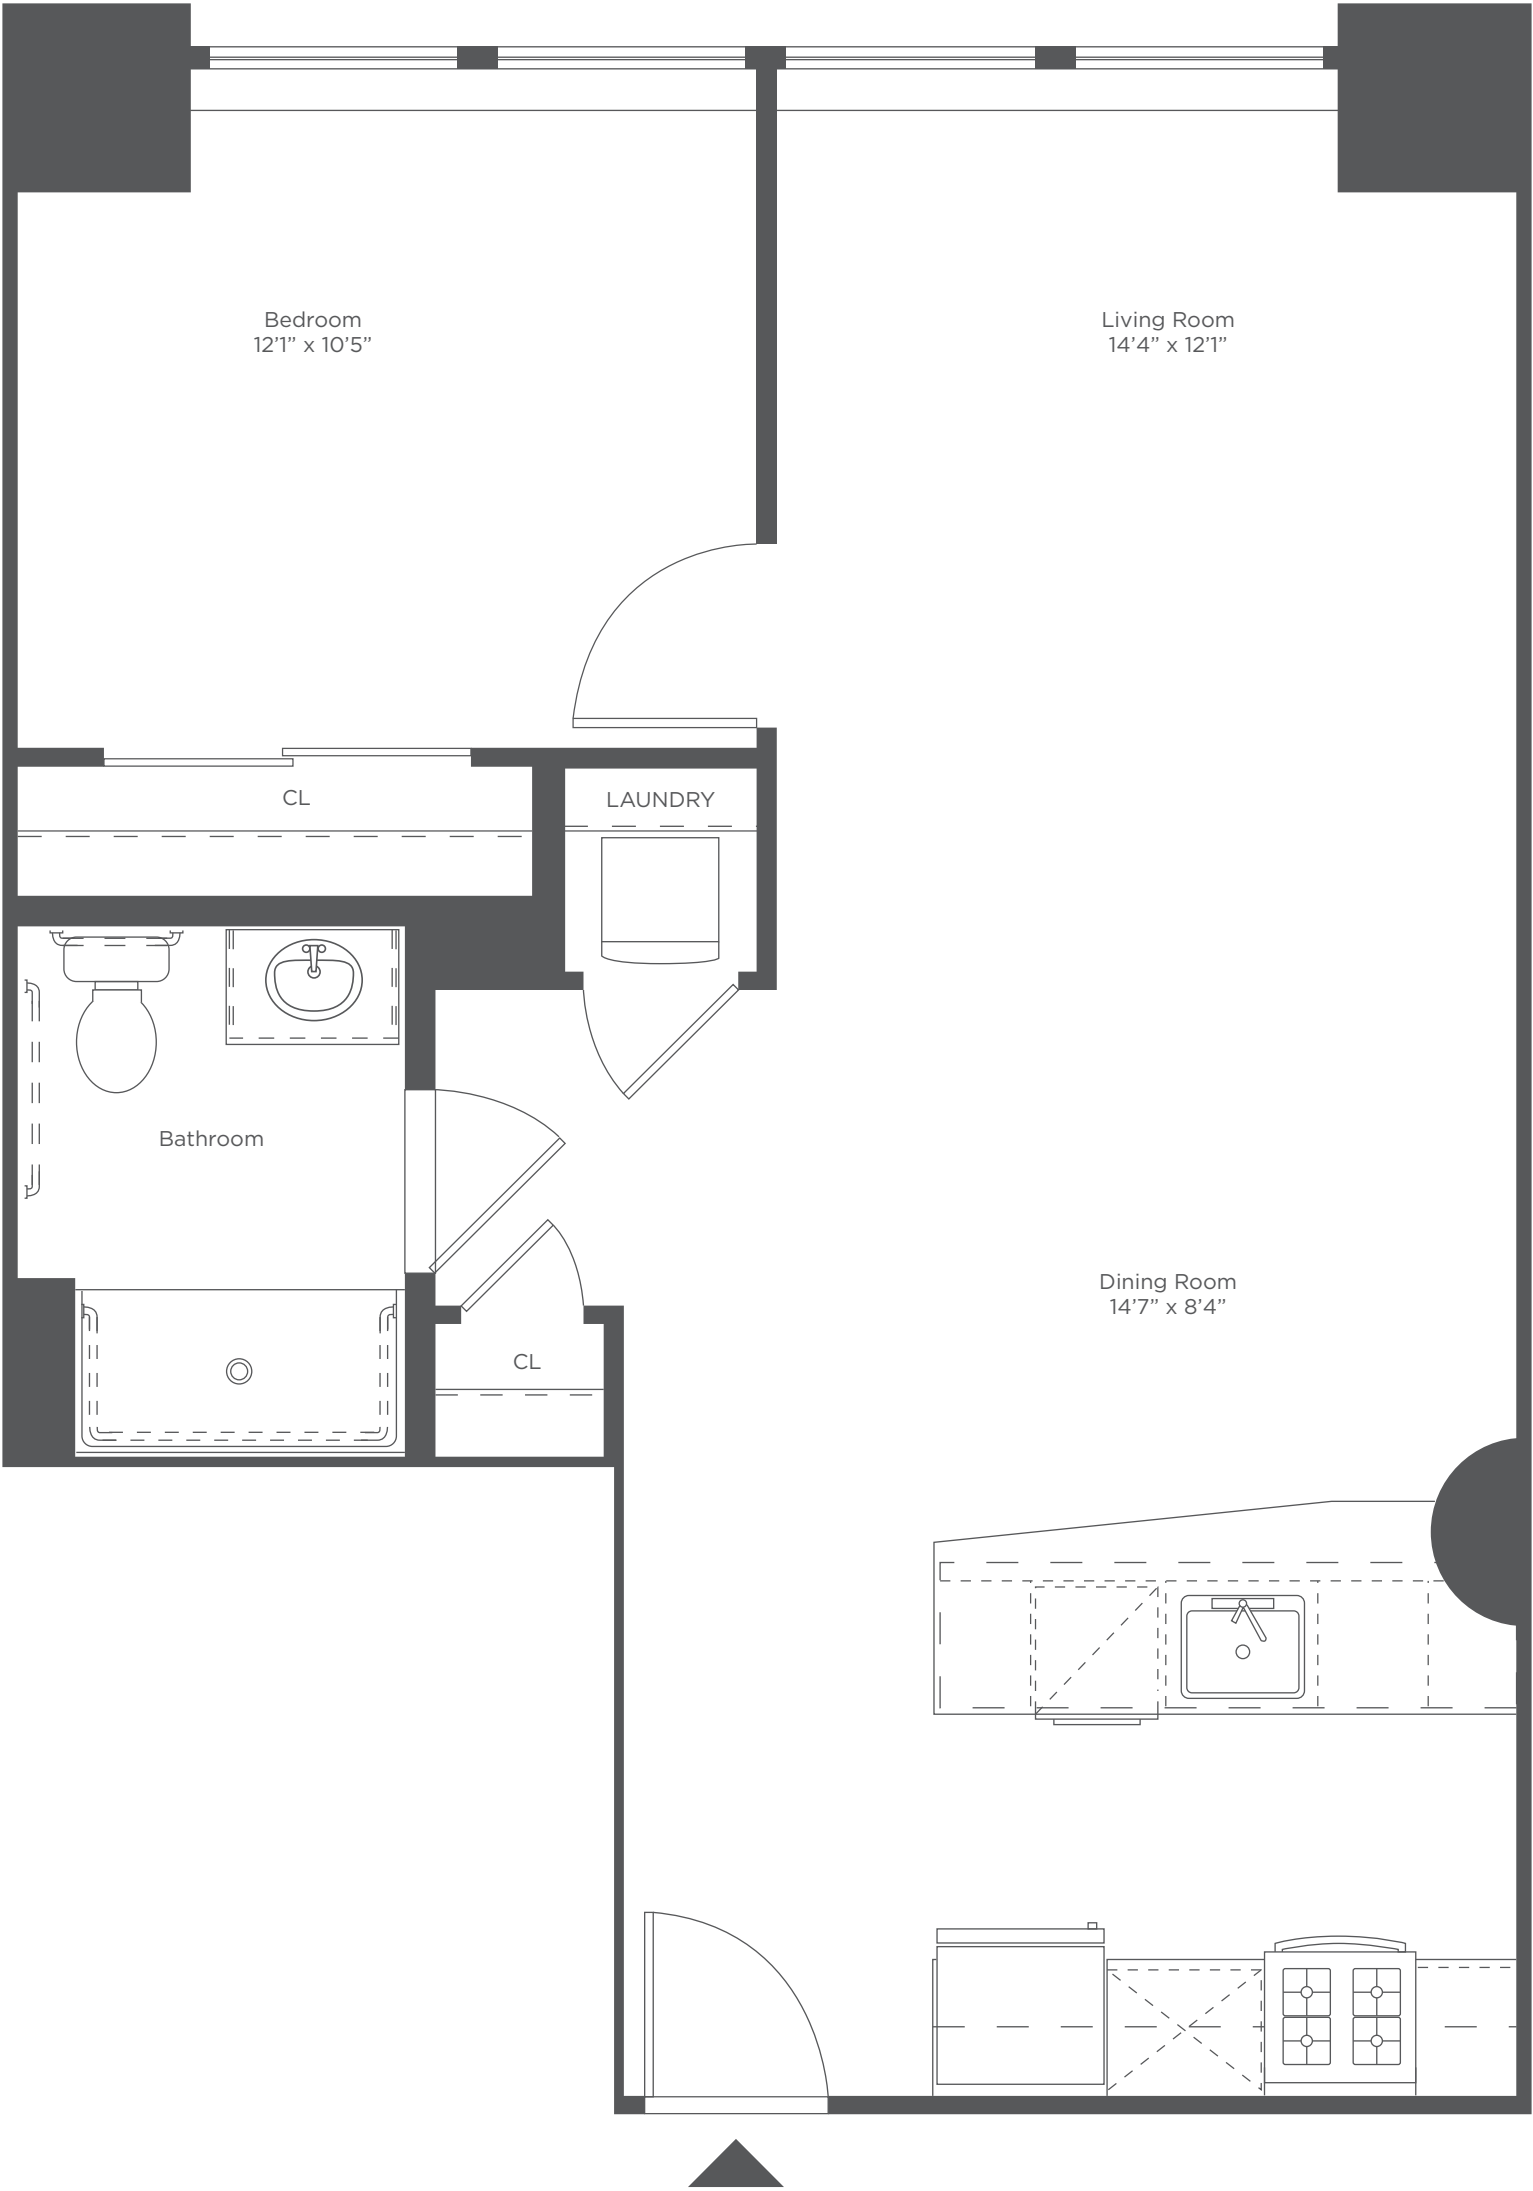 Bedroom
12’1” x 10’5”
Living Room
14’4” x 12’1”
CL
LAUNDRY
Bathroom
Dining Room
14’7” x 8’4”
CL